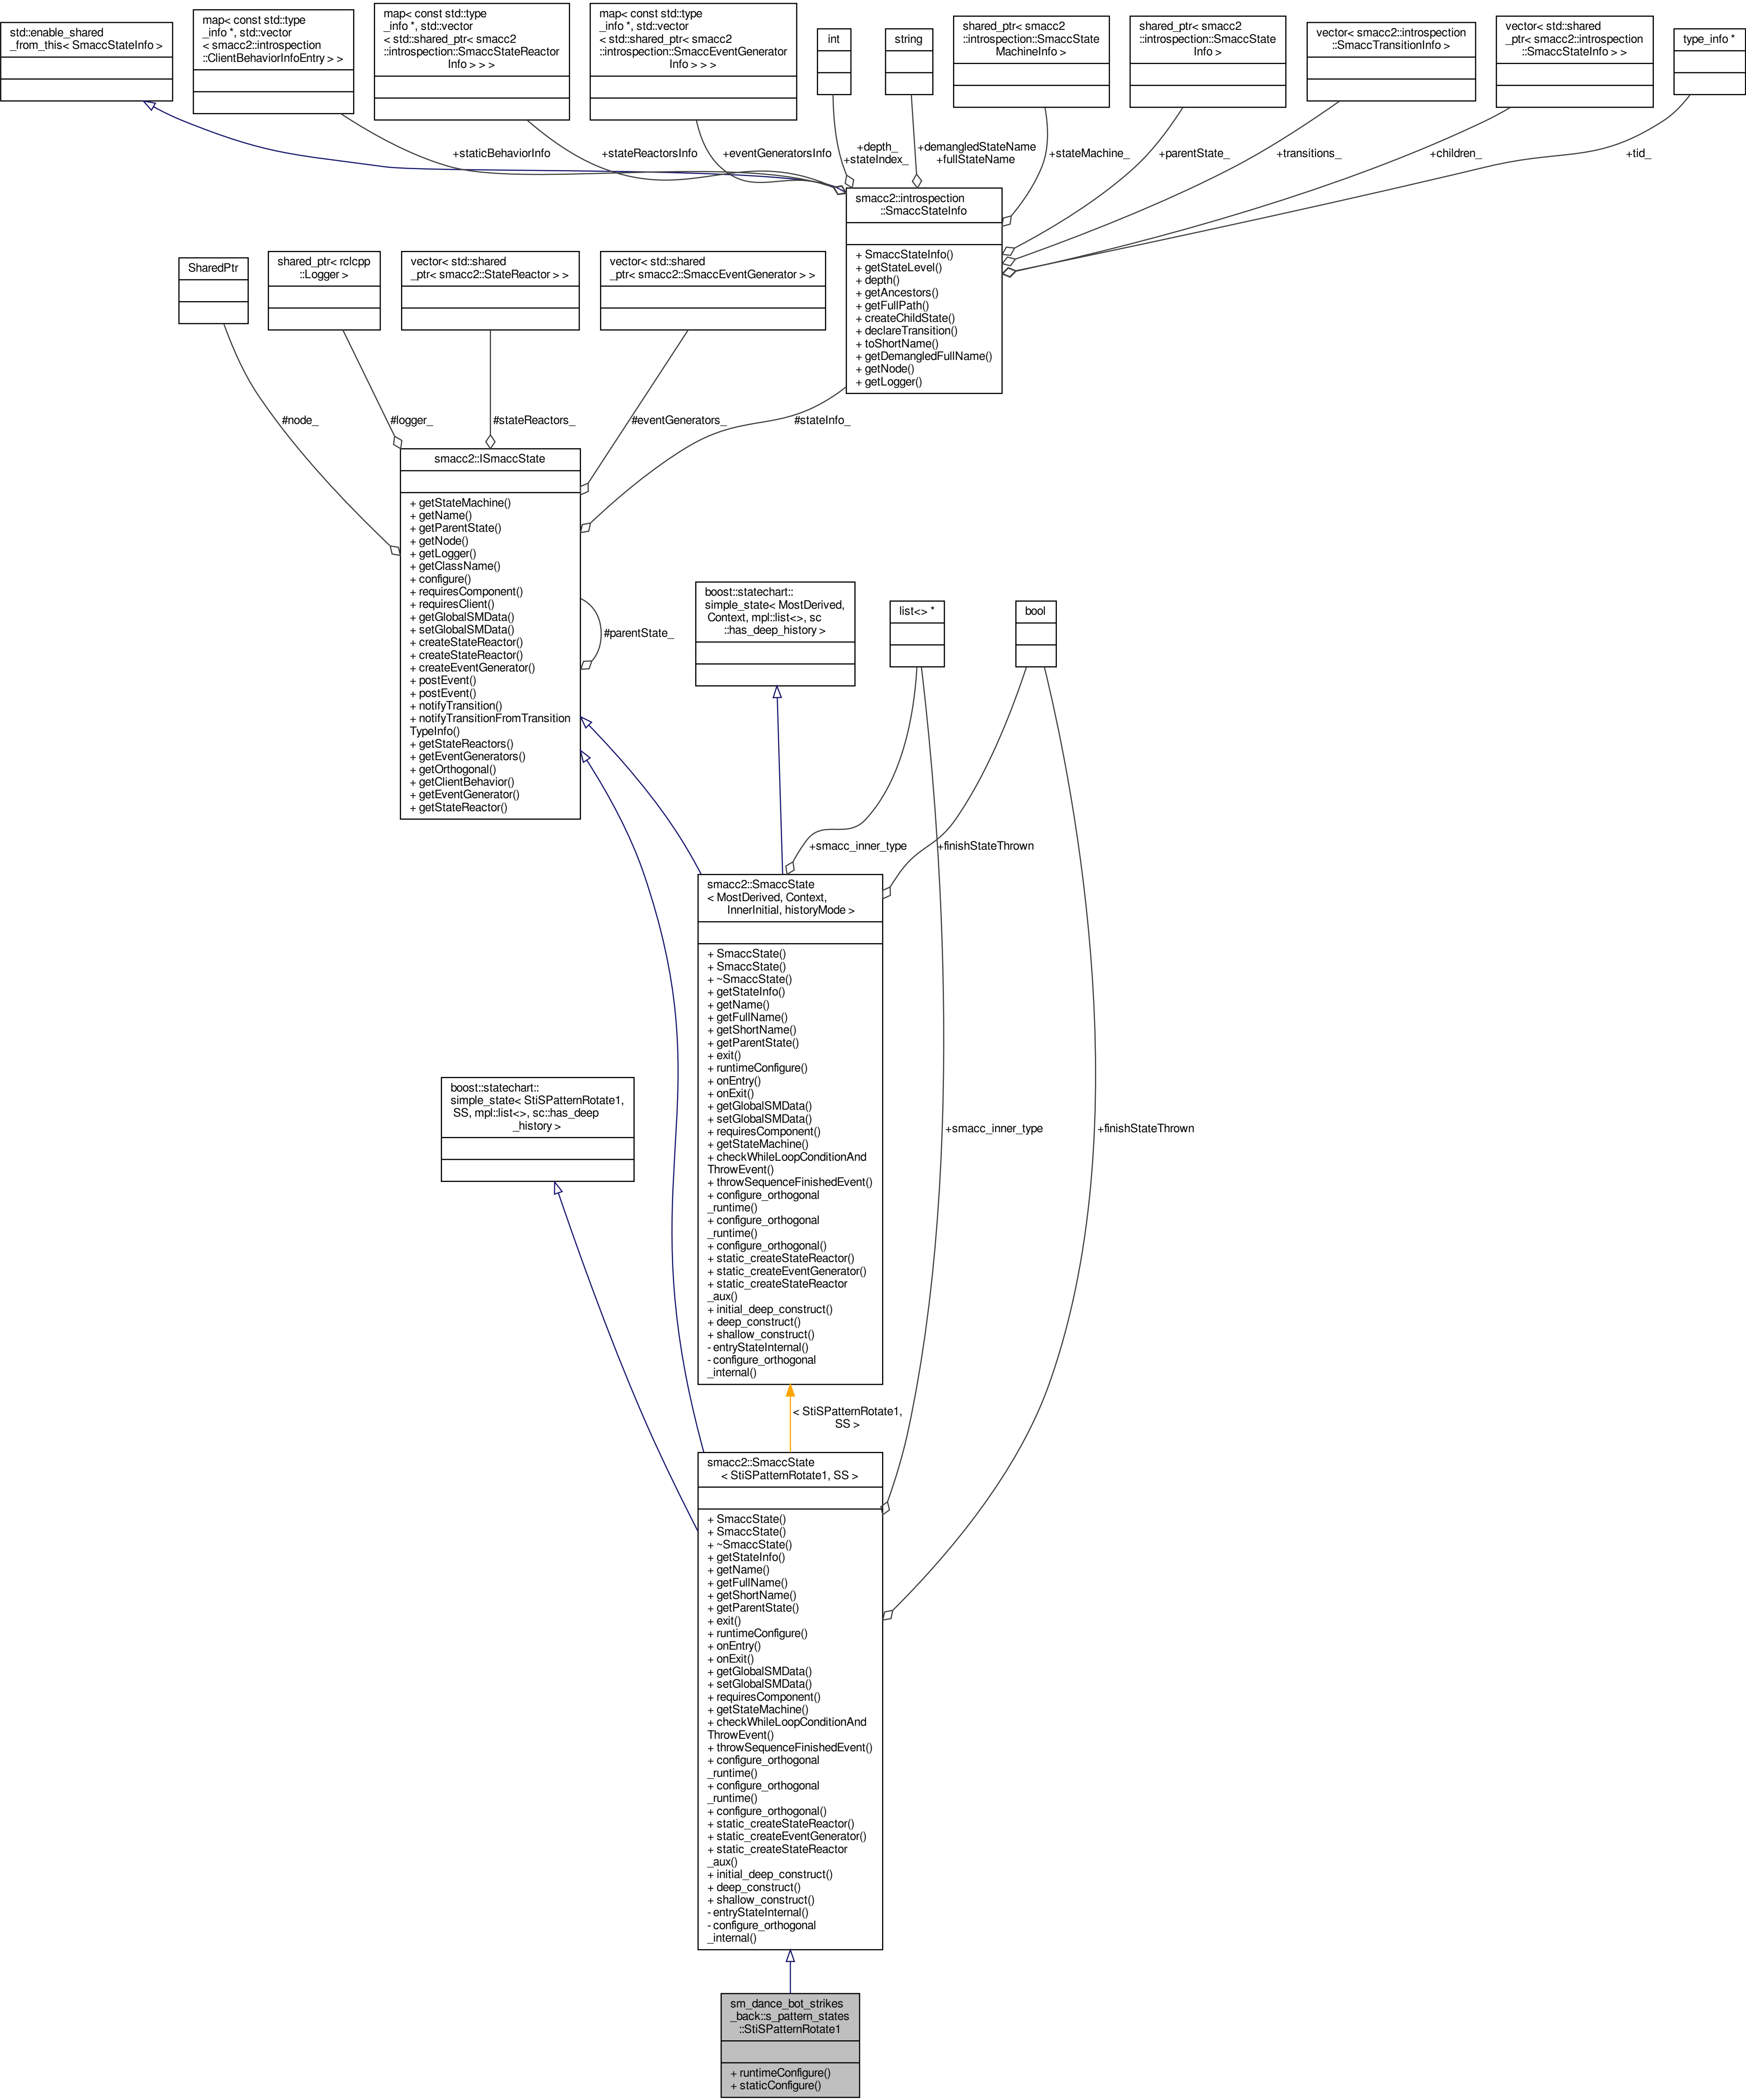 std::enable_shared
_from_this< SmaccStateInfo >
map< const std::type
_info *, std::vector
< smacc2::introspection
::ClientBehaviorInfoEntry > >
map< const std::type
_info *, std::vector
< std::shared_ptr< smacc2
::introspection::SmaccStateReactor
Info > > >
map< const std::type
_info *, std::vector
< std::shared_ptr< smacc2
::introspection::SmaccEventGenerator
Info > > >
int
string
shared_ptr< smacc2
::introspection::SmaccState
MachineInfo >
shared_ptr< smacc2
::introspection::SmaccState
Info >
vector< smacc2::introspection
::SmaccTransitionInfo >
vector< std::shared
_ptr< smacc2::introspection
::SmaccStateInfo > >
type_info *
+staticBehaviorInfo
+stateReactorsInfo
+eventGeneratorsInfo
+depth_
+stateIndex_
+demangledStateName
+fullStateName
+stateMachine_
+parentState_
+transitions_
+children_
+tid_
smacc2::introspection
::SmaccStateInfo
+ SmaccStateInfo()
+ getStateLevel()
+ depth()
+ getAncestors()
+ getFullPath()
+ createChildState()
+ declareTransition()
+ toShortName()
+ getDemangledFullName()
+ getNode()
+ getLogger()
SharedPtr
shared_ptr< rclcpp
::Logger >
vector< std::shared
_ptr< smacc2::StateReactor > >
vector< std::shared
_ptr< smacc2::SmaccEventGenerator > >
#node_
#logger_
#stateReactors_
#eventGenerators_
#stateInfo_
smacc2::ISmaccState
+ getStateMachine()
+ getName()
+ getParentState()
+ getNode()
+ getLogger()
+ getClassName()
+ configure()
+ requiresComponent()
+ requiresClient()
+ getGlobalSMData()
+ setGlobalSMData()
+ createStateReactor()
+ createStateReactor()
+ createEventGenerator()
+ postEvent()
+ postEvent()
+ notifyTransition()
+ notifyTransitionFromTransition
TypeInfo()
+ getStateReactors()
+ getEventGenerators()
+ getOrthogonal()
+ getClientBehavior()
+ getEventGenerator()
+ getStateReactor()
#parentState_
boost::statechart::
simple_state< MostDerived,
Context, mpl::list<>, sc
::has_deep_history >
list<> *
bool
+smacc_inner_type
+finishStateThrown
smacc2::SmaccState
< MostDerived, Context,
InnerInitial, historyMode >
+ SmaccState()
+ SmaccState()
+ ~SmaccState()
+ getStateInfo()
+ getName()
+ getFullName()
+ getShortName()
+ getParentState()
+ exit()
+ runtimeConfigure()
+ onEntry()
+ onExit()
+ getGlobalSMData()
+ setGlobalSMData()
+ requiresComponent()
+ getStateMachine()
+ checkWhileLoopConditionAnd
ThrowEvent()
+ throwSequenceFinishedEvent()
+ configure_orthogonal
_runtime()
+ configure_orthogonal
_runtime()
+ configure_orthogonal()
+ static_createStateReactor()
+ static_createEventGenerator()
+ static_createStateReactor
_aux()
+ initial_deep_construct()
+ deep_construct()
+ shallow_construct()
- entryStateInternal()
- configure_orthogonal
_internal()
boost::statechart::
simple_state< StiSPatternRotate1,
SS, mpl::list<>, sc::has_deep
_history >
+smacc_inner_type
+finishStateThrown
< StiSPatternRotate1,
SS >
smacc2::SmaccState
< StiSPatternRotate1, SS >
+ SmaccState()
+ SmaccState()
+ ~SmaccState()
+ getStateInfo()
+ getName()
+ getFullName()
+ getShortName()
+ getParentState()
+ exit()
+ runtimeConfigure()
+ onEntry()
+ onExit()
+ getGlobalSMData()
+ setGlobalSMData()
+ requiresComponent()
+ getStateMachine()
+ checkWhileLoopConditionAnd
ThrowEvent()
+ throwSequenceFinishedEvent()
+ configure_orthogonal
_runtime()
+ configure_orthogonal
_runtime()
+ configure_orthogonal()
+ static_createStateReactor()
+ static_createEventGenerator()
+ static_createStateReactor
_aux()
+ initial_deep_construct()
+ deep_construct()
+ shallow_construct()
- entryStateInternal()
- configure_orthogonal
_internal()
sm_dance_bot_strikes
_back::s_pattern_states
::StiSPatternRotate1
+ runtimeConfigure()
+ staticConfigure()